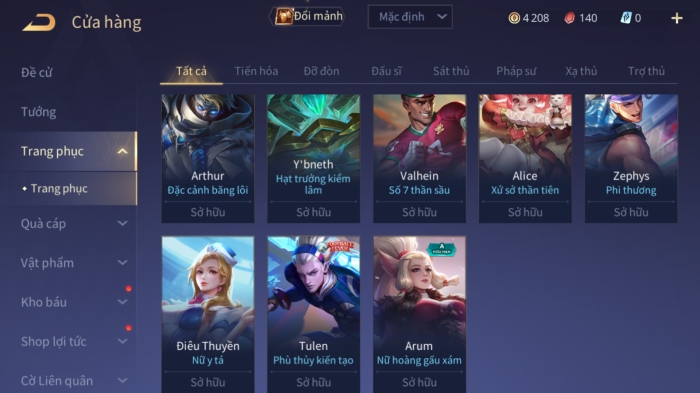 Cửa hàng
Đổi mảnh
Mặc định
4 208
140
0
Đề cử
Tướng
Trang phục
Trang phục
Quà cáp
Vật phẩm
Kho báu
Shop lợi tức
Cờ Liên quân
Tất cả
Tiến hóa
Đỡ đòn
Đấu sĩ
Sát thủ
Pháp sư
Xạ thủ
Trợ thủ
Arthur
Đặc cảnh băng lôi
Sở hữu
Y'bneth
Hạt trưởng kiểm
lâm
Sở hữu
Valhein
Số 7 thần sầu
Sở hữu
Alice
Xứ sở thần tiên
Sở hữu
Zephys
Phi thương
Sở hữu
Điêu Thuyền
Nữ y tá
Sở hữu
Tulen
Phù thủy kiến tạo
Sở hữu
Arum
Nữ hoàng gấu xám
Sở hữu